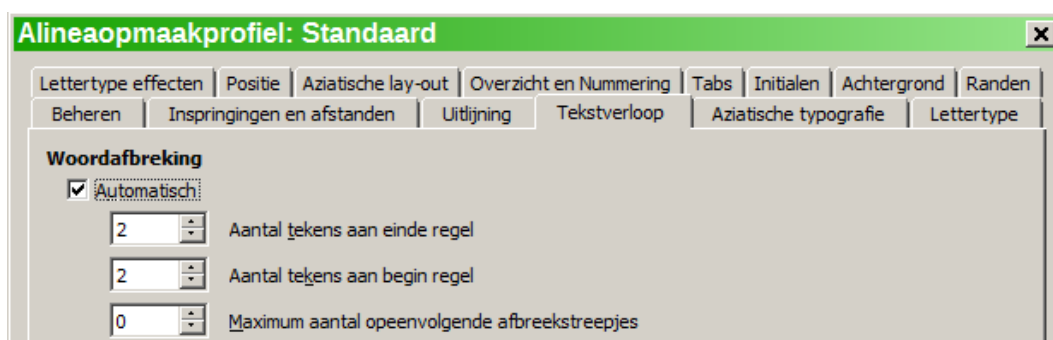 Alineaopmaakprofiel: Standaard
Lettertype effecten Positie Aziatische lay-out Overzicht en Nummering Tabs Initialen Achtergrond Randen
Beheren Inspringingen en afstanden Uitlijning Tekstverloop Aziatische typografie Lettertype
Woordafbreking
Automatisch
2 Aantal tekens aan einde regel
2 Aantal tekens aan begin regel
0 Maximum aantal opeenvolgende afbreekstreepjes